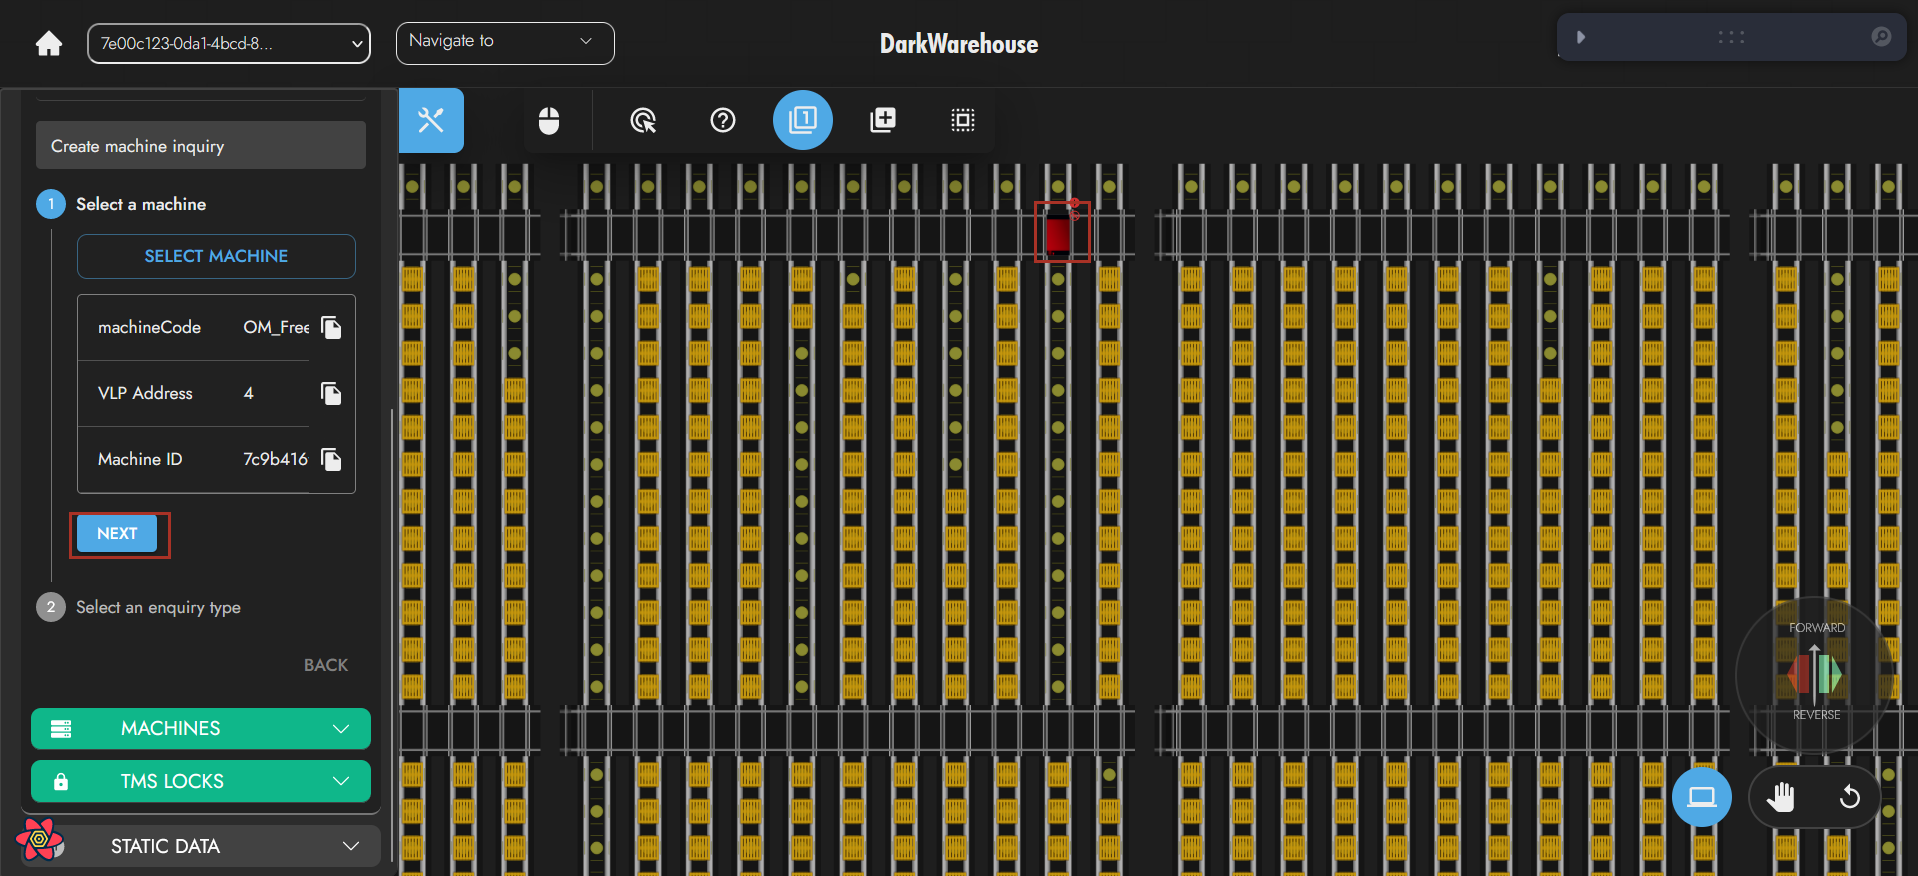 7e00c123-0da1-4bcd-8...
Navigate to
DarkWarehouse
1
Create machine inquiry
1 Select a machine
SELECT MACHINE
machineCode OM_Free
VLP Address 4
Machine ID 7c9b416
NEXT
2 Select an enquiry type
BACK
MACHINES
TMS LOCKS
STATIC DATA
FORWARD
REVERSE